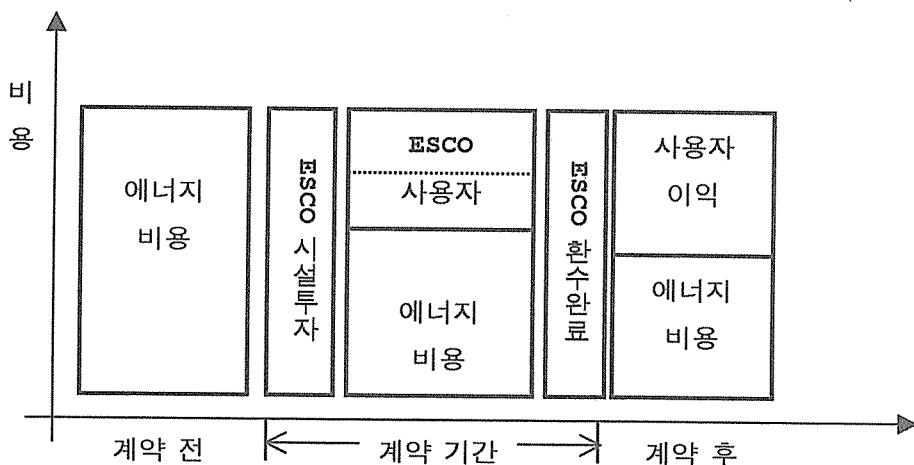 비
용
에너지
비용
ESCO 시설투자
ESCO
사용자
에너지
비용
ESCO 환수완료
사용자
이익
에너지
비용
계약 전
계약 기간
계약 후